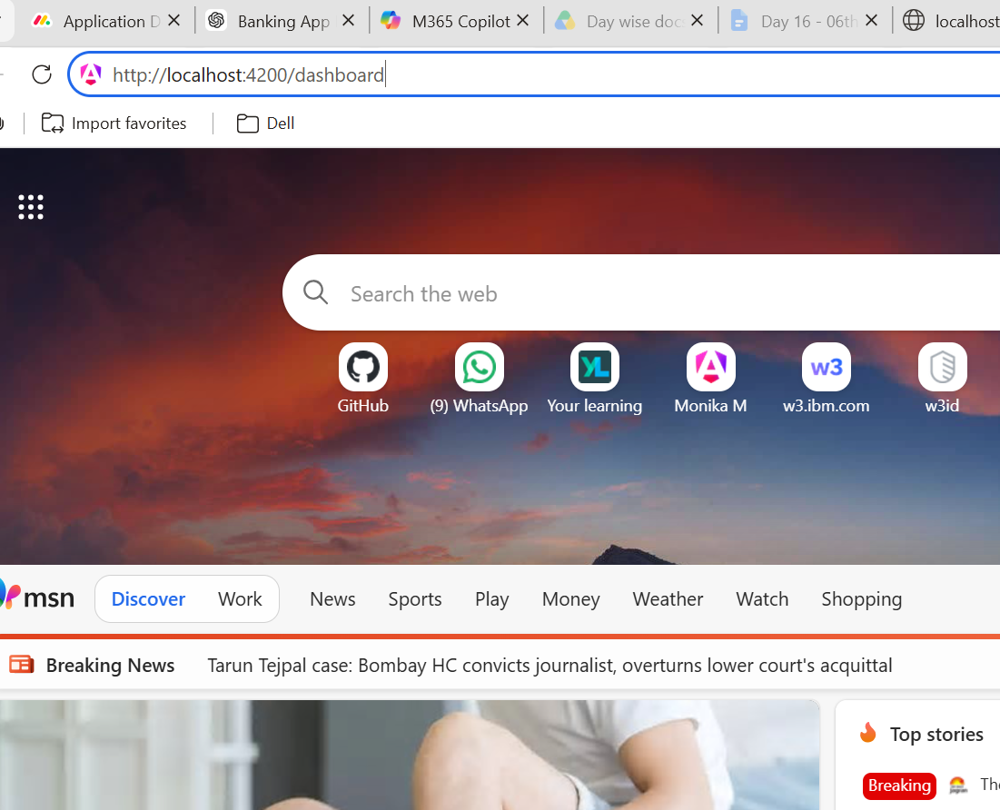 Application D
Banking App
M365 Copilot
Day wise docs
Day 16 - 06th
localhost
http://localhost:4200/dashboard
Import favorites
Dell
Search the web
GitHub
(9) WhatsApp
YL
Your learning
Monika M
w3
w3.ibm.com
w3id
msn
Discover
Work
News
Sports
Play
Money
Weather
Watch
Shopping
Breaking News
Tarun Tejpal case: Bombay HC convicts journalist, overturns lower court's acquittal
Top stories
Breaking